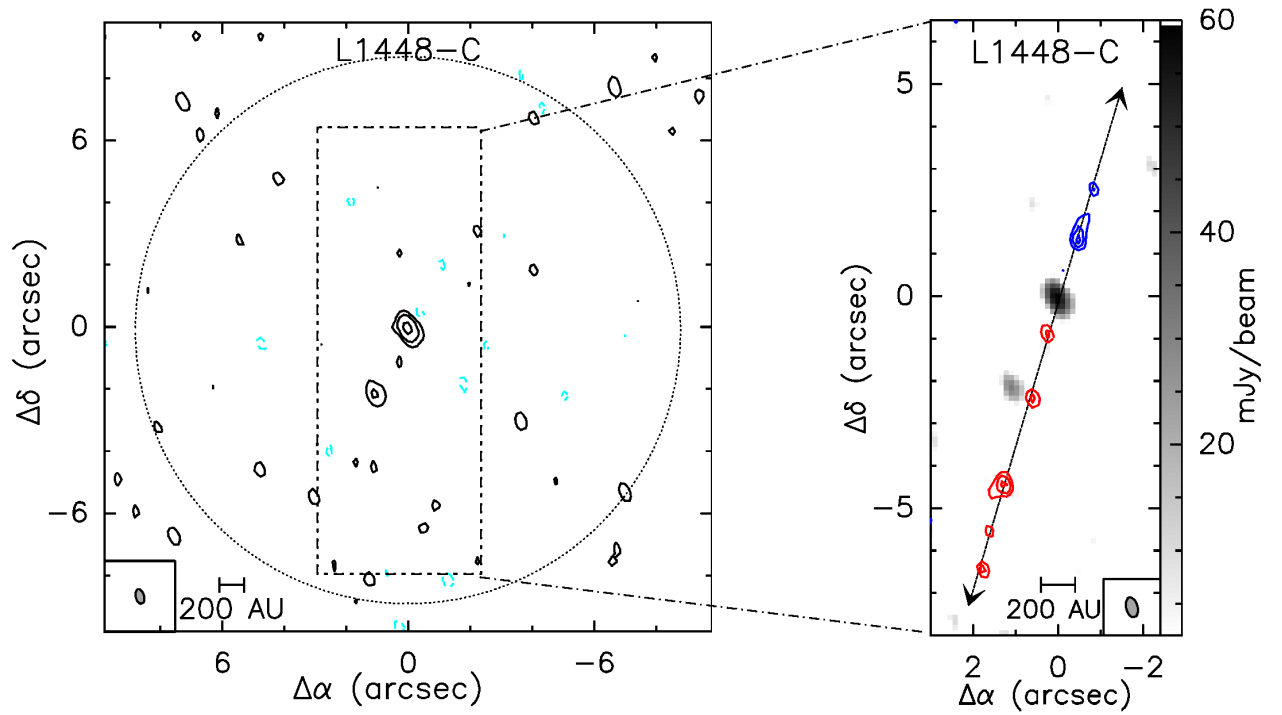 L1448-C
6
0
−6
Δδ (arcsec)
200 AU
6
0
−6
Δα (arcsec)
L1448-C
5
0
−5
Δδ (arcsec)
200 AU
2
0
−2
Δα (arcsec)
60
40
20
mJy/beam